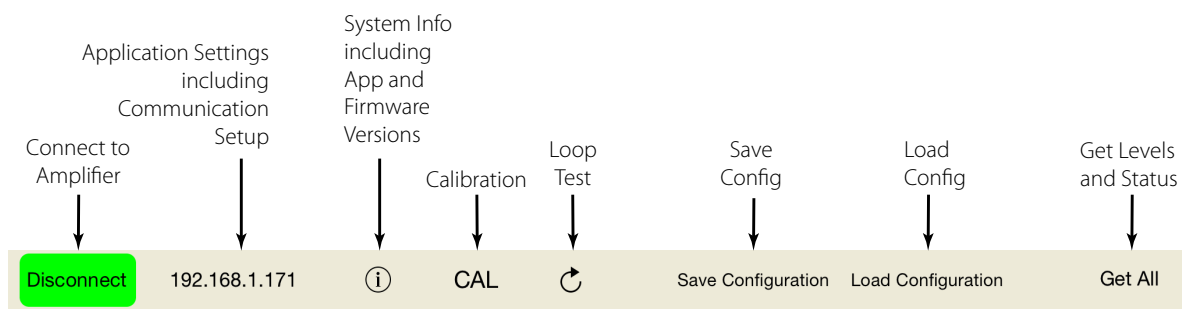 Connect to
Amplifier
Application Settings
including
Communication
Setup
System Info
including
App and
Firmware
Versions
Calibration
Loop
Test
Save
Config
Load
Config
Get Levels
and Status
Disconnect
192.168.1.171
i
CAL
Save Configuration
Load Configuration
Get All